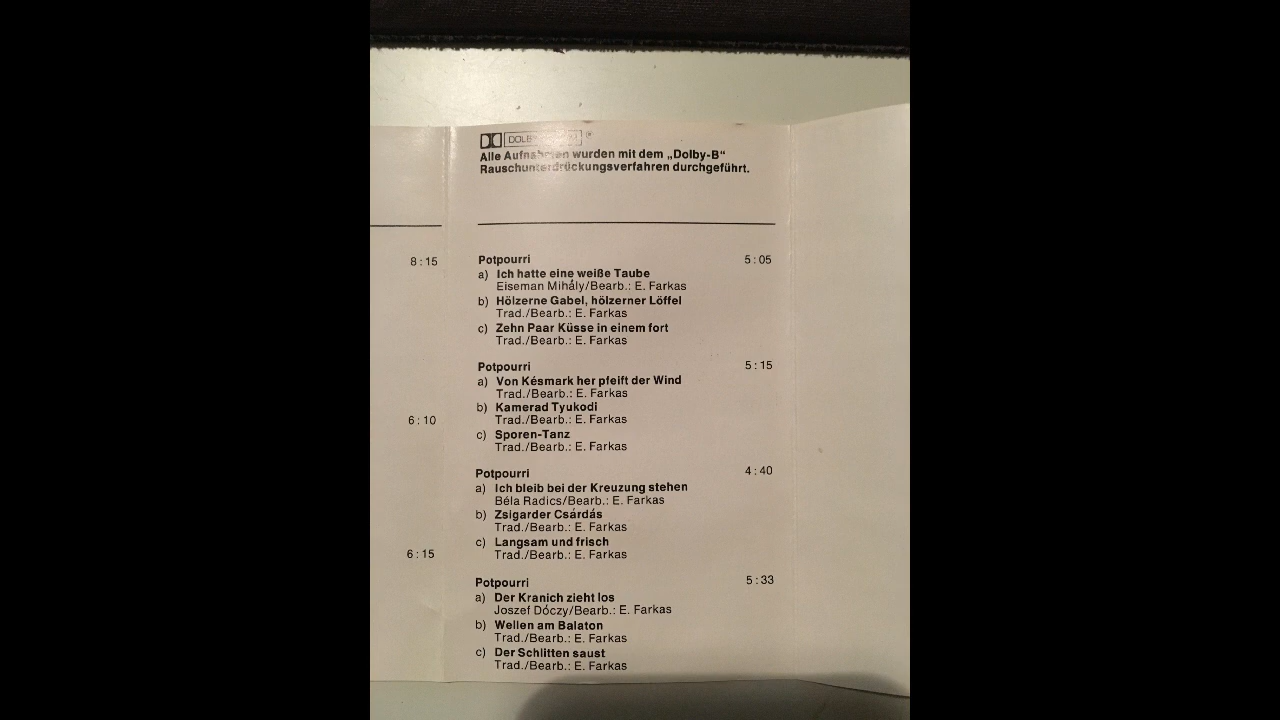 DOLBY
Alle Aufnahmen wurden mit dem „Dolby-B“
Rauschunterdrückungsverfahren durchgeführt.
8:15
6:10
6:15
Potpourri 5:05
a) Ich hatte eine weiße Taube
Eiseman Mihály/Bearb.: E. Farkas
b) Hölzerne Gabel, hölzerner Löffel
Trad./Bearb.: E. Farkas
c) Zehn Paar Küsse in einem fort
Trad./Bearb.: E. Farkas
Potpourri 5:15
a) Von Késmark her pfeift der Wind
Trad./Bearb.: E. Farkas
b) Kamerad Tyukodi
Trad./Bearb.: E. Farkas
c) Sporen-Tanz
Trad./Bearb.: E. Farkas
Potpourri 4:40
a) Ich bleib bei der Kreuzung stehen
Béla Radics/Bearb.: E. Farkas
b) Zsigarder Csárdás
Trad./Bearb.: E. Farkas
c) Langsam und frisch
Trad./Bearb.: E. Farkas
Potpourri 5:33
a) Der Kranich zieht los
Joszef Dóczy/Bearb.: E. Farkas
b) Wellen am Balaton
Trad./Bearb.: E. Farkas
c) Der Schlitten saust
Trad./Bearb.: E. Farkas